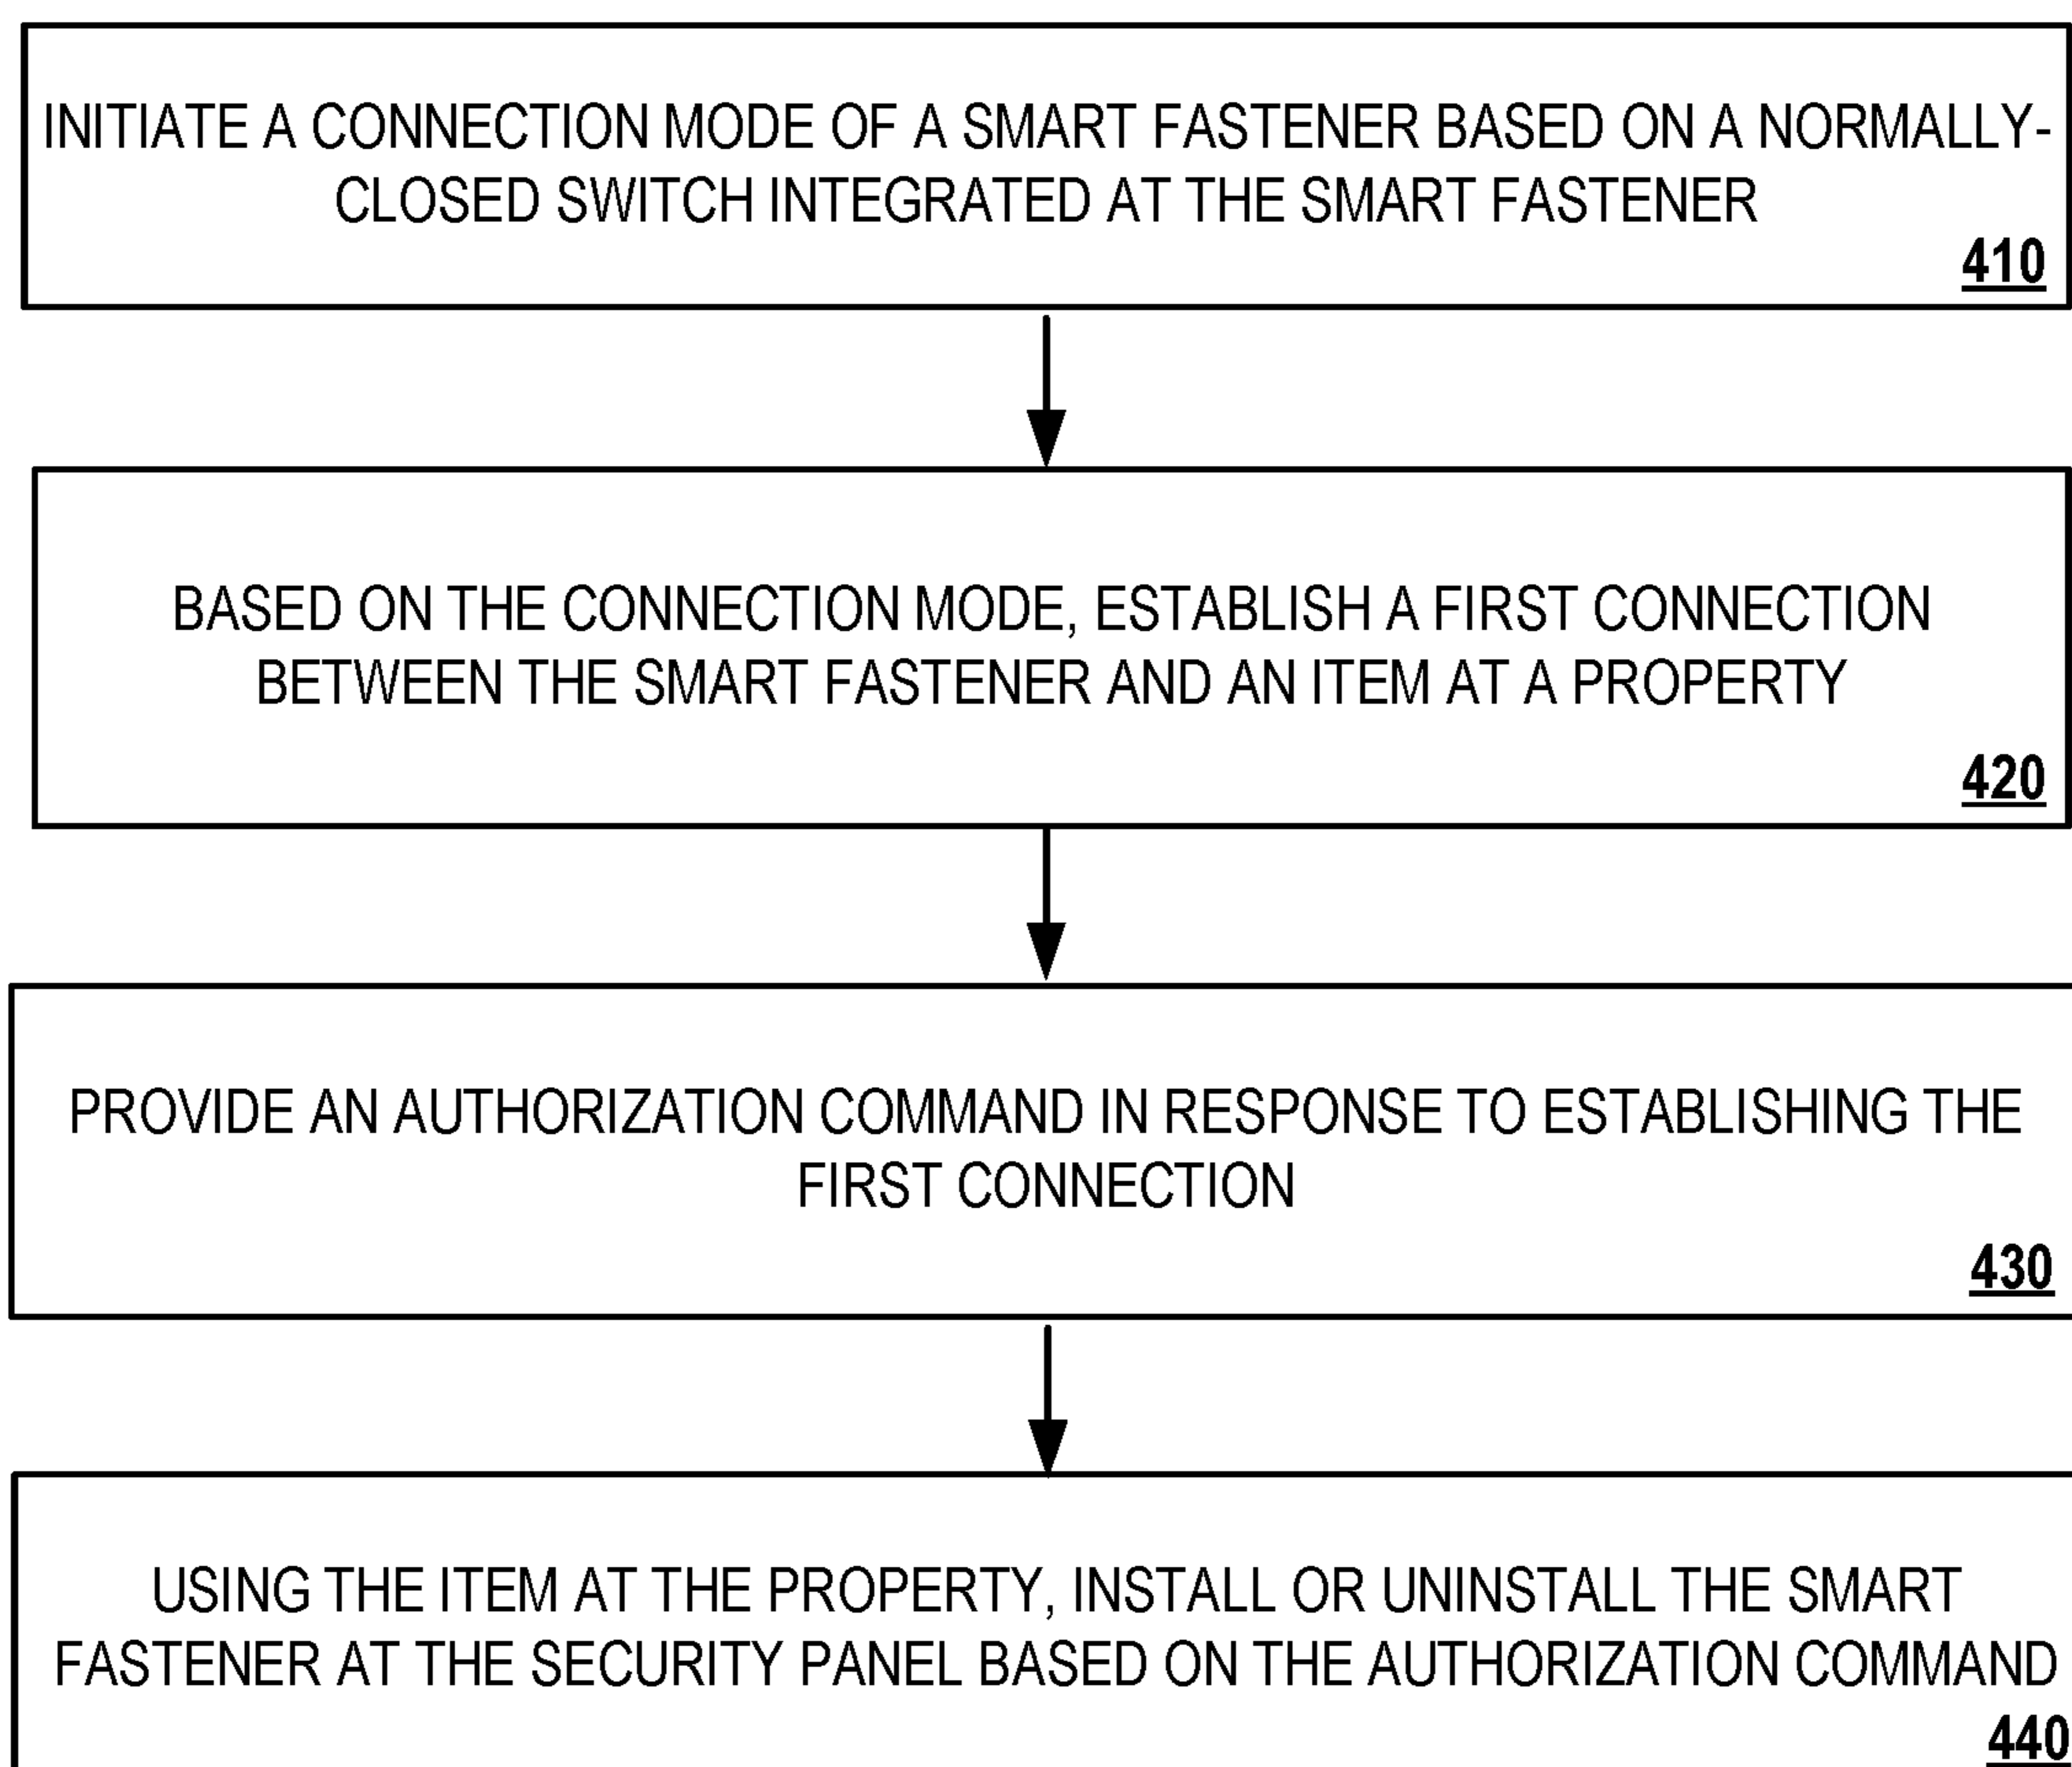 INITIATE A CONNECTION MODE OF A SMART FASTENER BASED ON A NORMALLY-
CLOSED SWITCH INTEGRATED AT THE SMART FASTENER
410
BASED ON THE CONNECTION MODE, ESTABLISH A FIRST CONNECTION
BETWEEN THE SMART FASTENER AND AN ITEM AT A PROPERTY
420
PROVIDE AN AUTHORIZATION COMMAND IN RESPONSE TO ESTABLISHING THE
FIRST CONNECTION
430
USING THE ITEM AT THE PROPERTY, INSTALL OR UNINSTALL THE SMART
FASTENER AT THE SECURITY PANEL BASED ON THE AUTHORIZATION COMMAND
440